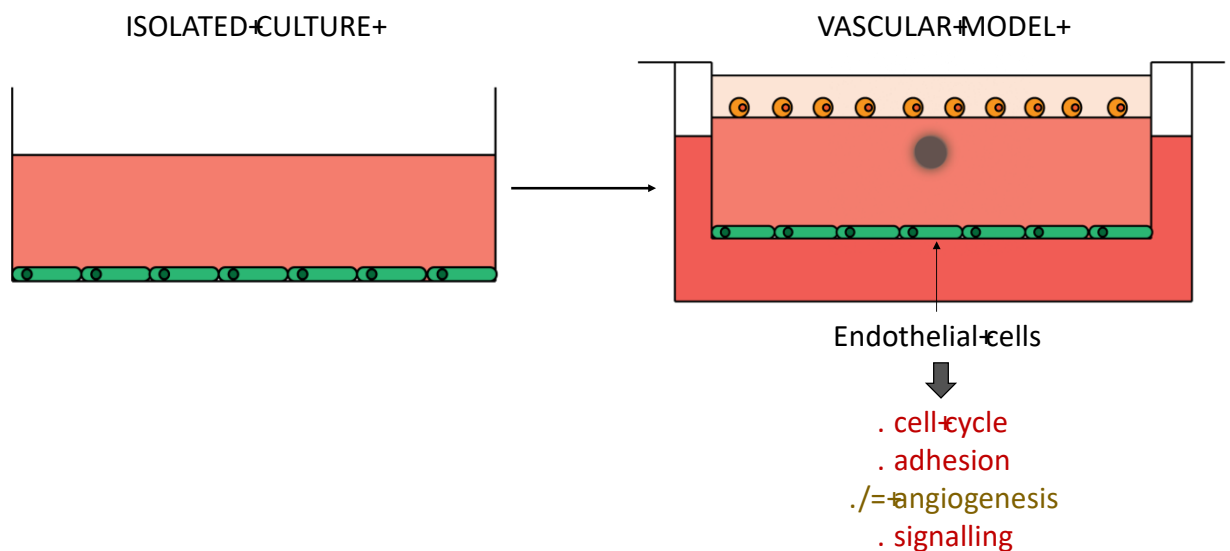 ISOLATED+CULTURE+
VASCULAR+MODEL+
Endothelial+cells
. cell+cycle
. adhesion
./=+angiogenesis
. signalling